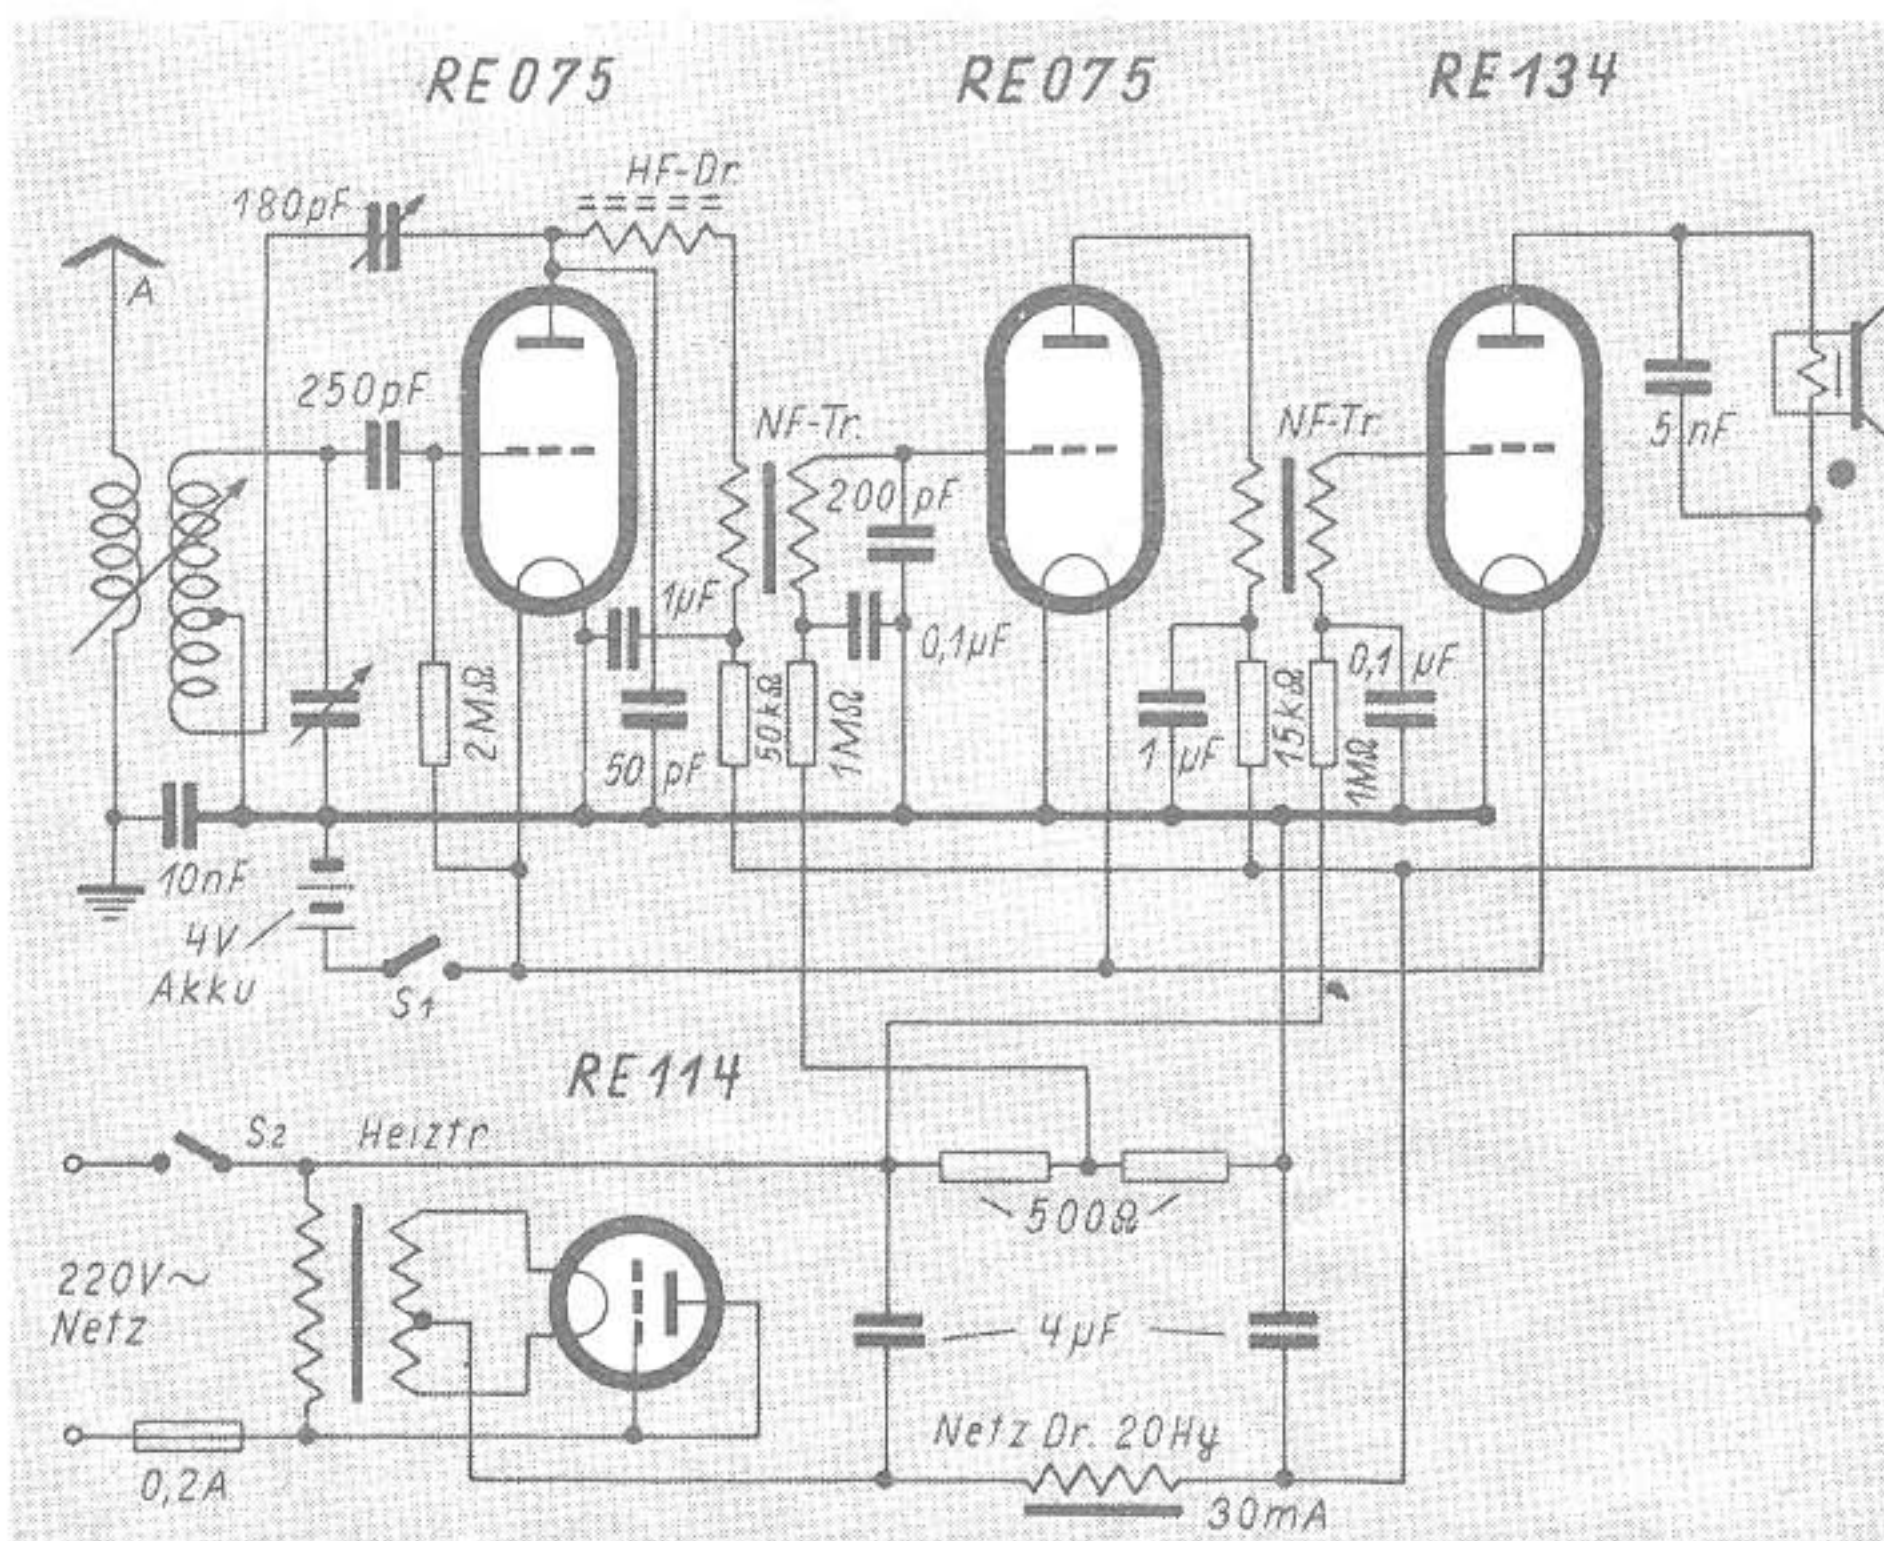 RE075
RE075
RE134
HF-Dr.
180pF
A
250pF
NF-Tr.
NF-Tr.
200 pF
5 nF
1µF
0,1µF
0,1 µF
2MΩ
50kΩ
1MΩ
15kΩ
1MΩ
50 pF
1 µF
10nF
4V
Akku
S1
RE114
S2
Heiztr
500Ω
220V~
Netz
4µF
Netz Dr. 20Hy
0,2A
30mA